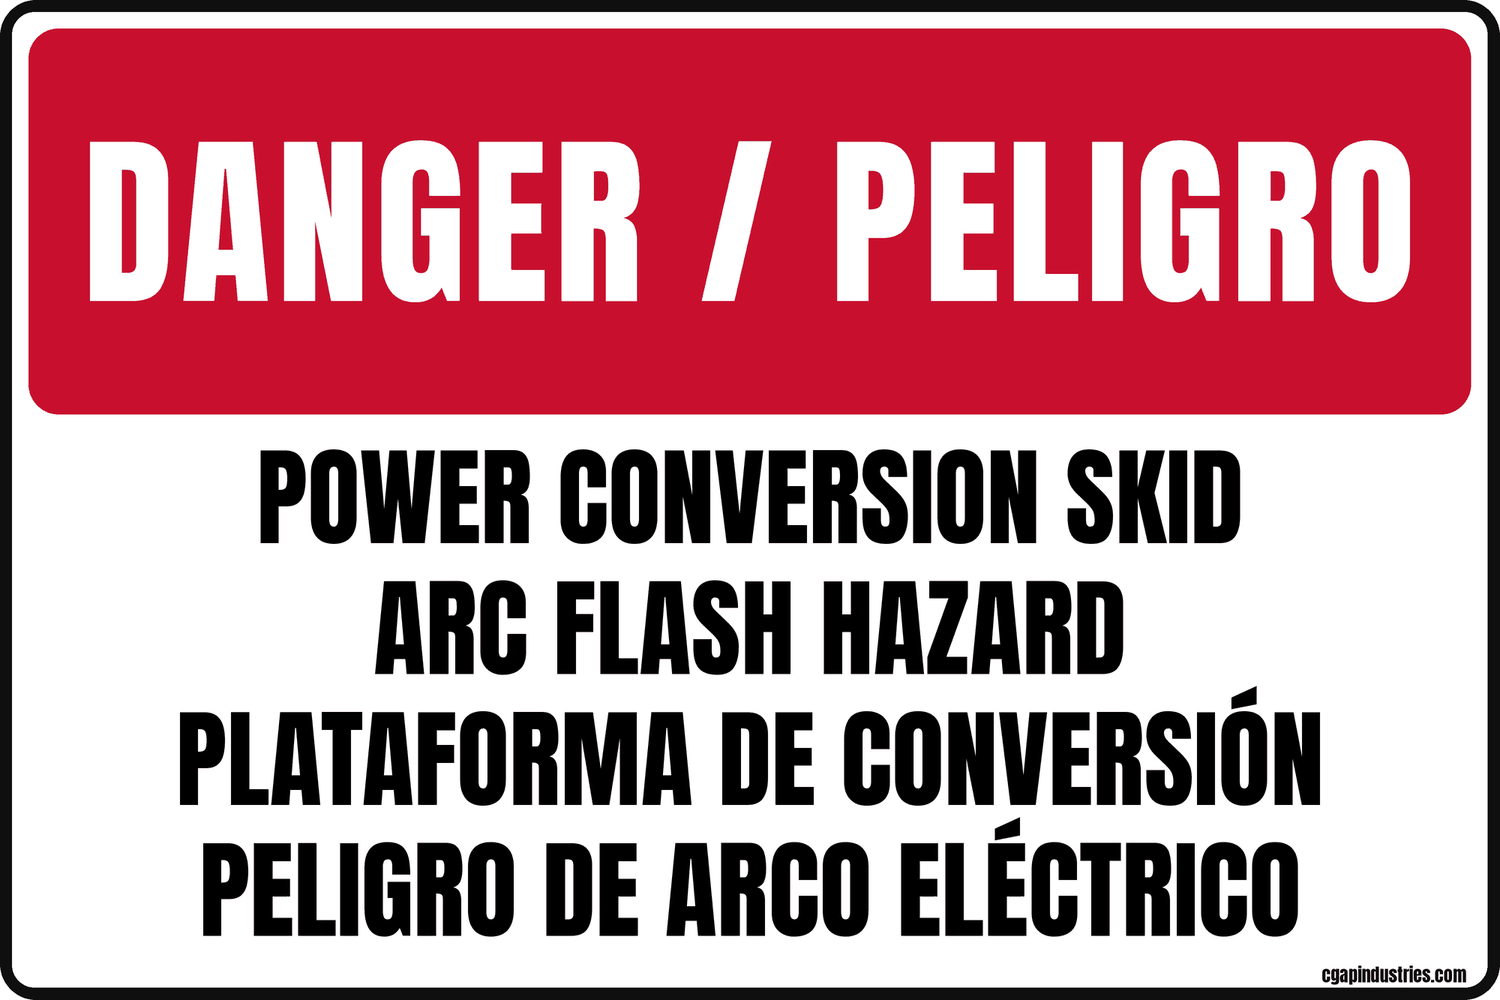 DANGER / PELIGRO
POWER CONVERSION SKID
ARC FLASH HAZARD
PLATAFORMA DE CONVERSIÓN
PELIGRO DE ARCO ELÉCTRICO
cgapindustries.com